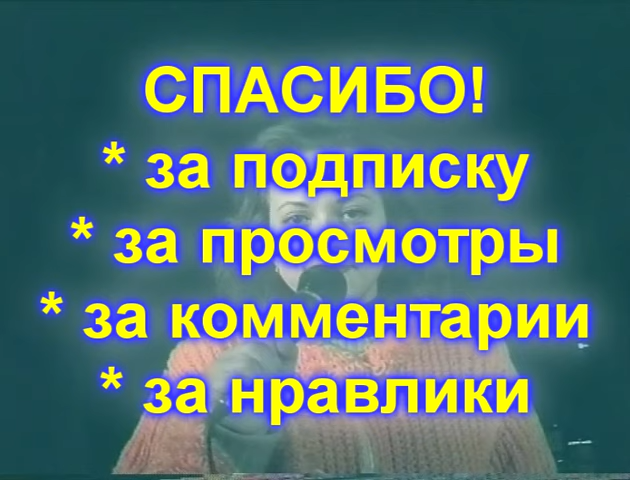 СПАСИБО!
* за подписку
* за просмотры
* за комментарии
* за нравлики